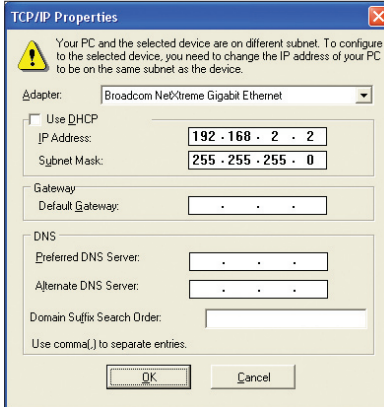 TCP/IP Properties
Your PC and the selected device are on different subnet. To configure
to the selected device, you need to change the IP address of your PC
to be on the same subnet as the device.
Adapter: Broadcom NetXtreme Gigabit Ethernet
Use DHCP
IP Address: 192 . 168 . 2 . 2
Subnet Mask: 255 . 255 . 255 . 0
Gateway
Default Gateway: . . .
DNS
Preferred DNS Server: . . .
Alternate DNS Server: . . .
Domain Suffix Search Order:
Use comma(,) to separate entries.
OK Cancel